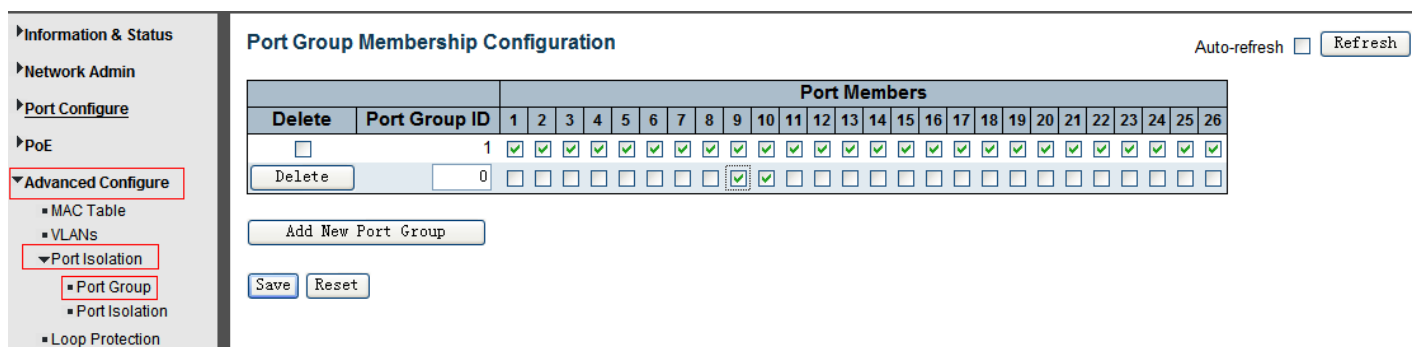 Information & Status
Network Admin
Port Configure
PoE
Advanced Configure
MAC Table
VLANs
Port Isolation
Port Group
Port Isolation
Loop Protection
Port Group Membership Configuration
Auto-refresh Refresh
Port Members
Delete Port Group ID 1 2 3 4 5 6 7 8 9 10 11 12 13 14 15 16 17 18 19 20 21 22 23 24 25 26
1
Delete 0
Add New Port Group
Save Reset